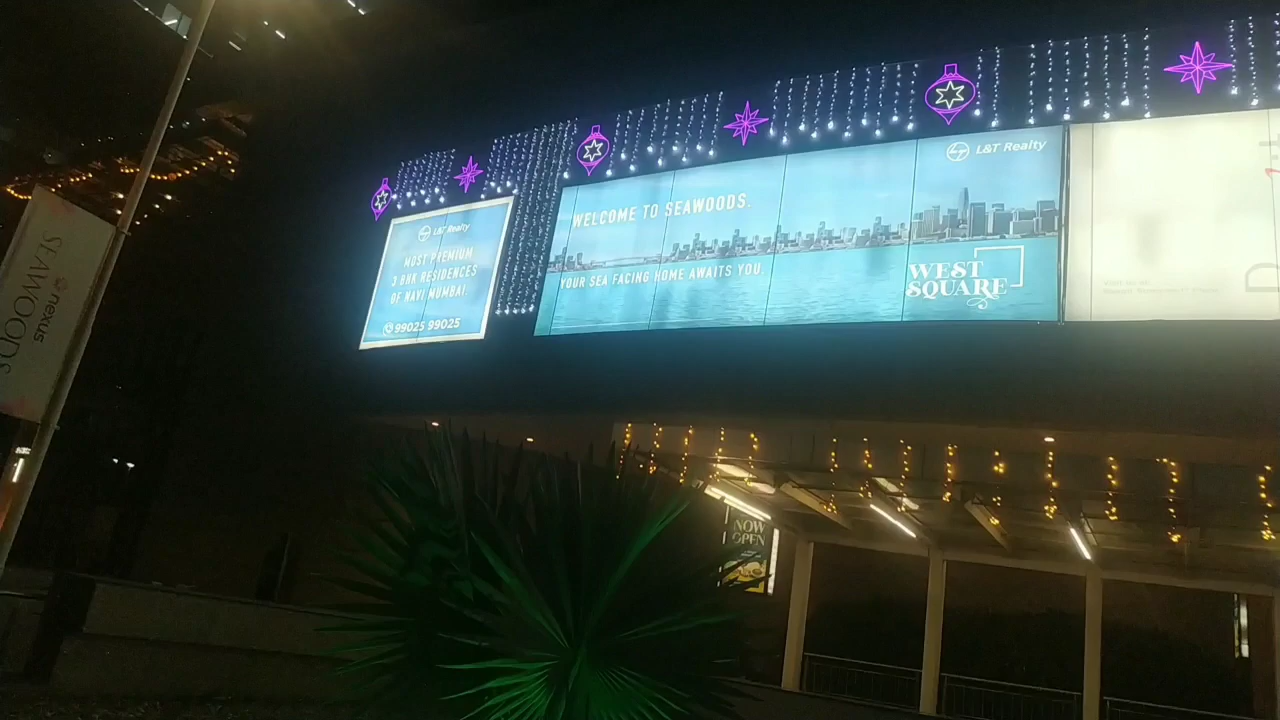 nexus
SEAWOODS
L&T Realty
MOST PREMIUM
3 BHK RESIDENCES
OF NAVI MUMBAI.
99025 99025
WELCOME TO SEAWOODS.
YOUR SEA FACING HOME AWAITS YOU.
L&T Realty
WEST
SQUARE
NOW
OPEN